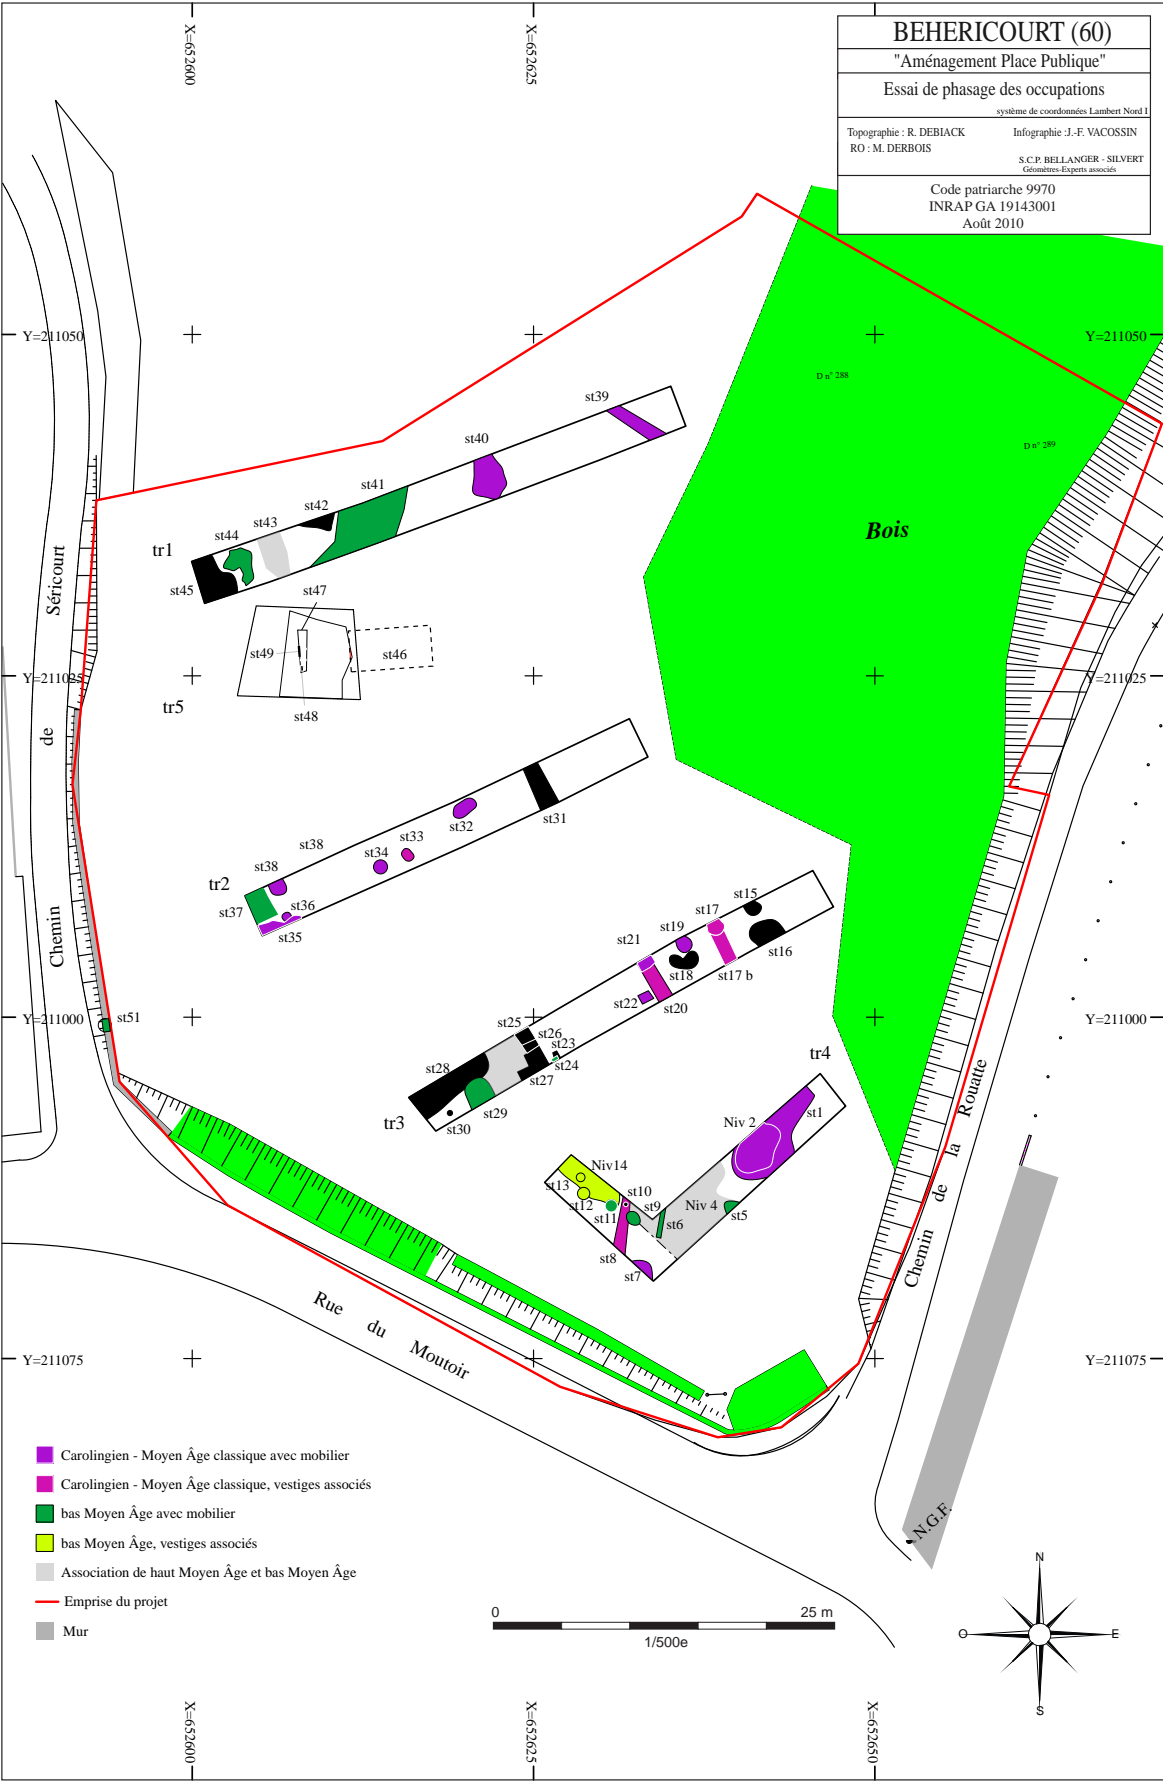 X=652600
X=652625
BEHERICOURT (60)
"Aménagement Place Publique"
Essai de phasage des occupations
système de coordonnées Lambert Nord I
Topographie : R. DEBIACK
Infographie :J.-F. VACOSSIN
RO : M. DERBOIS
S.C.P. BELLANGER - SILVERT
Géomètres-Experts associés
Code patriarche 9970
INRAP GA 19143001
Août 2010
Y=211050
Y=211050
D n° 288
D n° 289
Bois
st39
st40
st41
st42
st43
st44
tr1
st45
st47
st49
st46
st48
tr5
Y=211025
Y=211025
Chemin de Séricourt
st31
st32
st33
st34
st38
st38
tr2
st37
st36
st35
st15
st17
st19
st21
st16
st18
st17 b
st22
st20
st51
Y=211000
Y=211000
st25
st26
st23
st24
st28
st27
st29
st30
tr3
tr4
st1
Niv 2
Niv14
st13
st10
st12
st9
Niv 4
st11
st6
st5
st8
st7
Chemin de la Rouatte
Rue du Moutoir
Y=211075
Y=211075
Carolingien - Moyen Âge classique avec mobilier
Carolingien - Moyen Âge classique, vestiges associés
bas Moyen Âge avec mobilier
bas Moyen Âge, vestiges associés
Association de haut Moyen Âge et bas Moyen Âge
Emprise du projet
Mur
0
25 m
1/500e
N.G.F.
N
O
E
S
X=652600
X=652625
X=652650